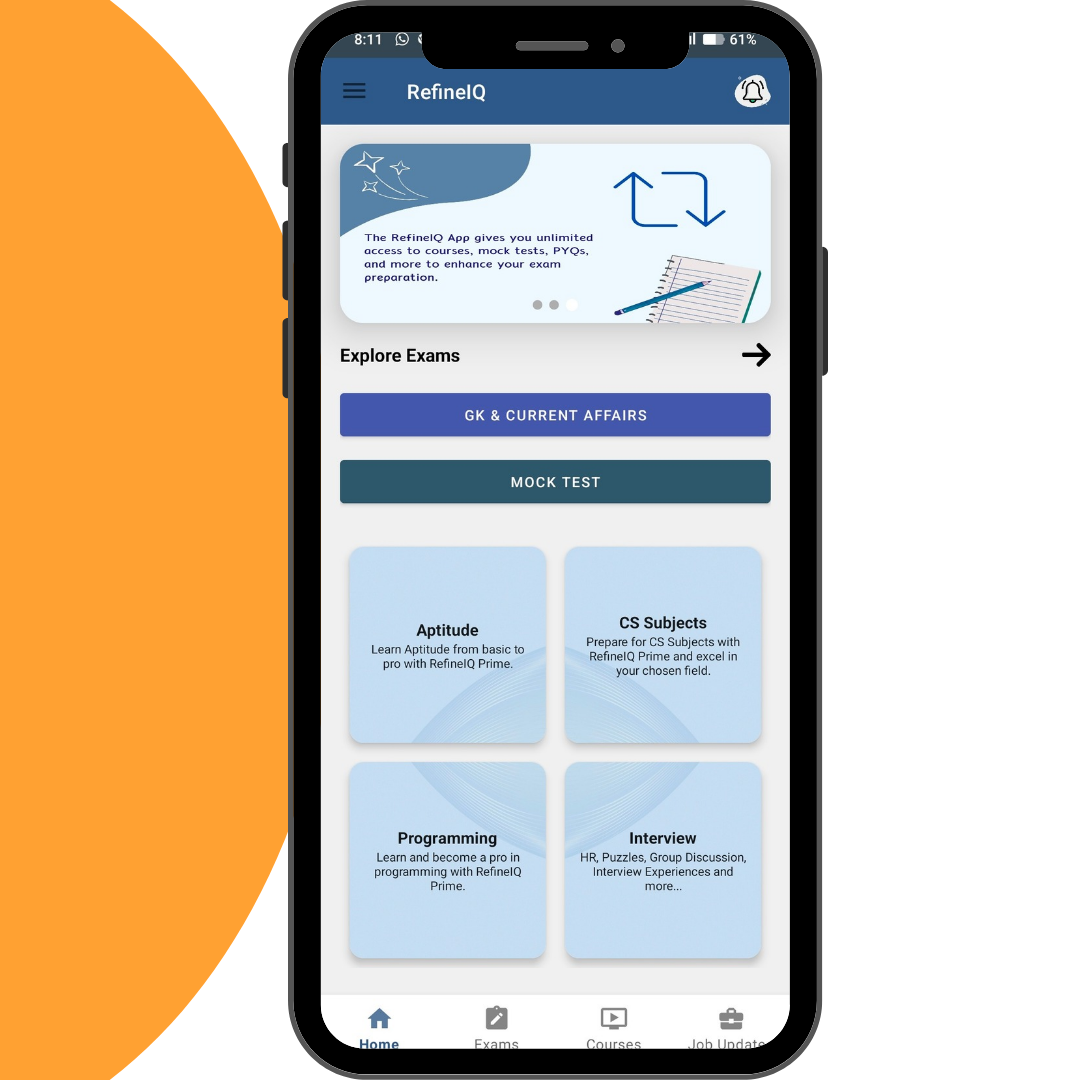 8:11 61%
RefineIQ
The RefineIQ App gives you unlimited
access to courses, mock tests, PYQs,
and more to enhance your exam
preparation.
Explore Exams
GK & CURRENT AFFAIRS
MOCK TEST
Aptitude
Learn Aptitude from basic to
pro with RefineIQ Prime.
CS Subjects
Prepare for CS Subjects with
RefineIQ Prime and excel in
your chosen field.
Programming
Learn and become a pro in
programming with RefineIQ
Prime.
Interview
HR, Puzzles, Group Discussion,
Interview Experiences and
more...
Home Exams Courses Job Update